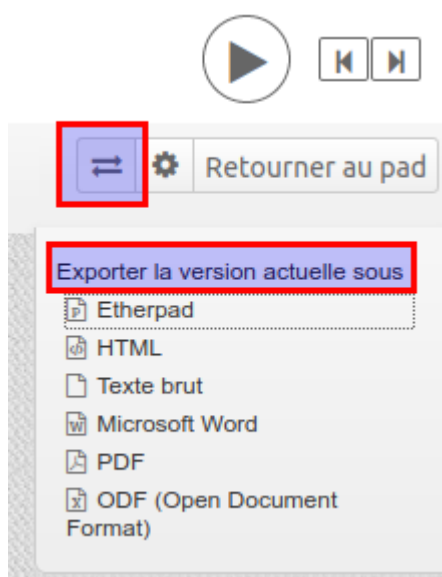 Retourner au pad
Exporter la version actuelle sous
Etherpad
HTML
Texte brut
Microsoft Word
PDF
ODF (Open Document
Format)